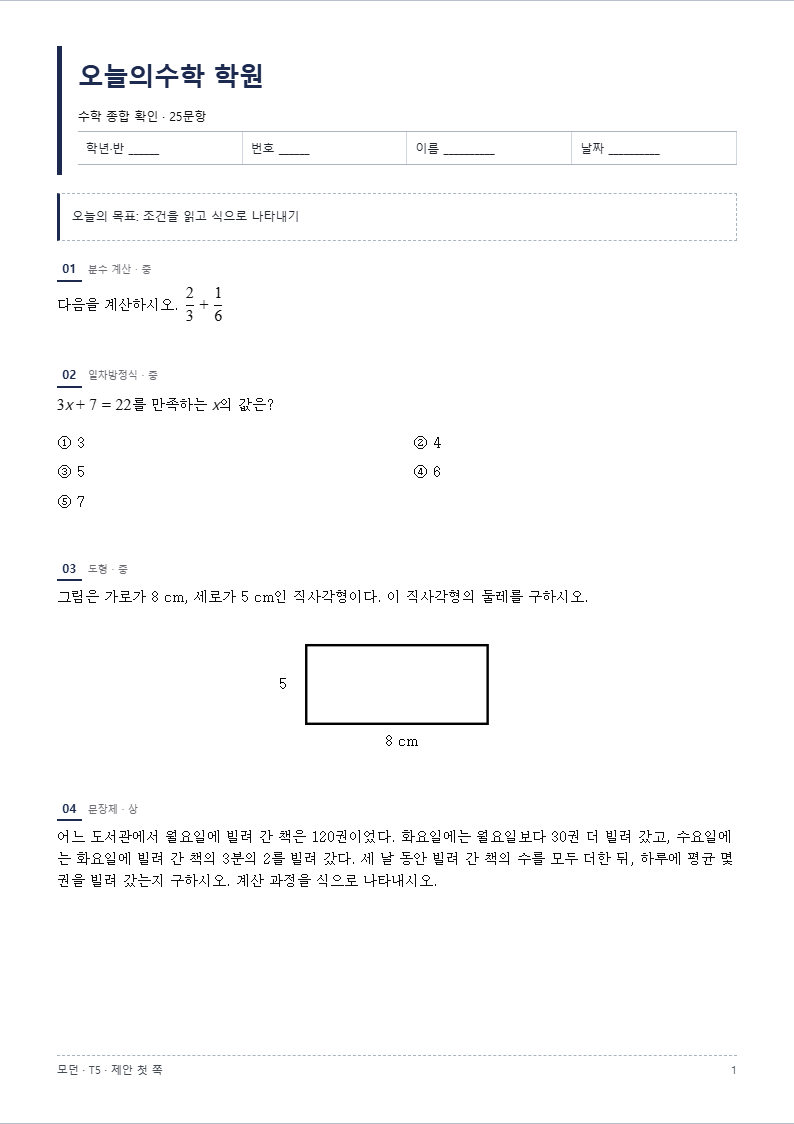 오늘의수학 학원
수학 종합 확인 · 25문항
학년·반 ______ 번호 ______ 이름 __________ 날짜 __________
오늘의 목표: 조건을 읽고 식으로 나타내기
01 분수 계산 · 중
다음을 계산하시오. 2/3 + 1/6
02 일차방정식 · 중
3x + 7 = 22를 만족하는 x의 값은?
① 3 ② 4
③ 5 ④ 6
⑤ 7
03 도형 · 중
그림은 가로가 8 cm, 세로가 5 cm인 직사각형이다. 이 직사각형의 둘레를 구하시오.
5
8 cm
04 문장제 · 상
어느 도서관에서 월요일에 빌려 간 책은 120권이었다. 화요일에는 월요일보다 30권 더 빌려 갔고, 수요일에
는 화요일에 빌려 간 책의 3분의 2를 빌려 갔다. 세 날 동안 빌려 간 책의 수를 모두 더한 뒤, 하루에 평균 몇
권을 빌려 갔는지 구하시오. 계산 과정을 식으로 나타내시오.
모던 · T5 · 제안 첫 쪽 1